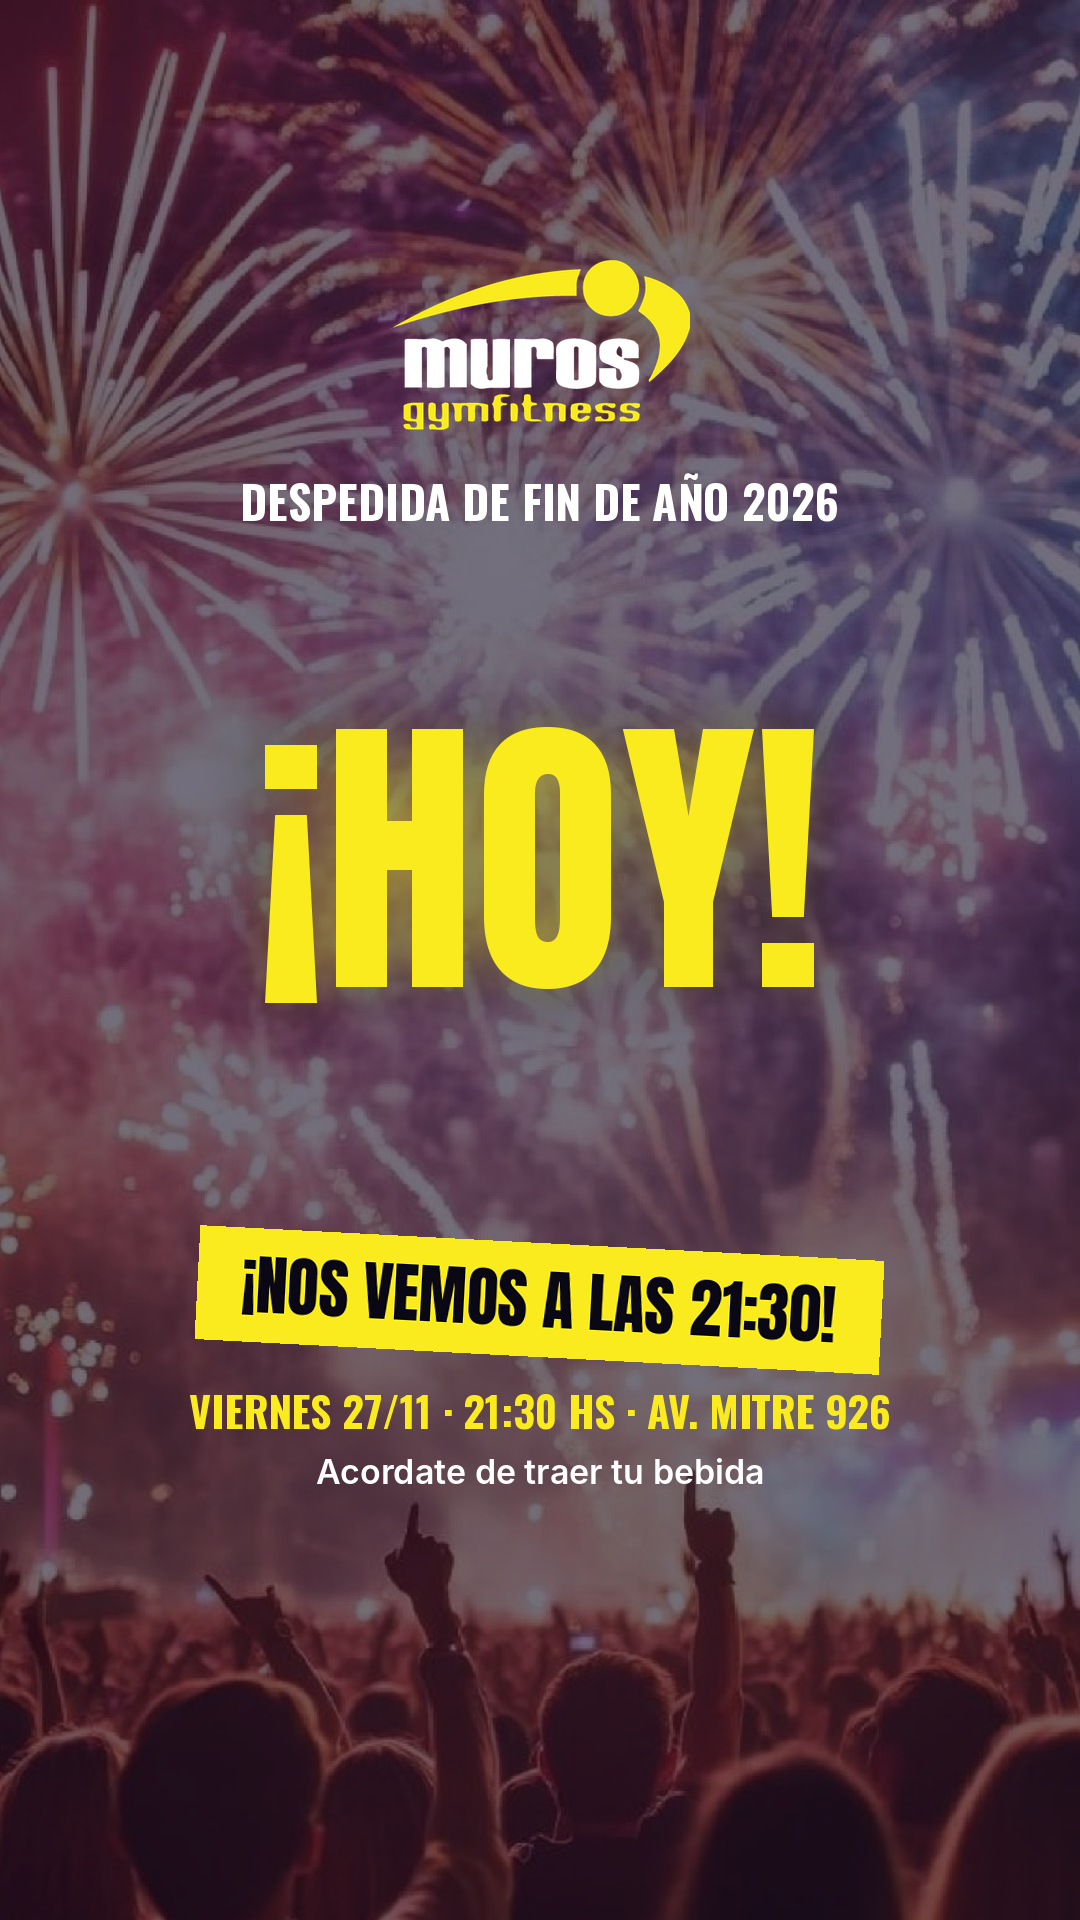 muros
gymfitness
DESPEDIDA DE FIN DE AÑO 2026
¡HOY!
¡NOS VEMOS A LAS 21:30!
VIERNES 27/11 · 21:30 HS · AV. MITRE 926
Acordate de traer tu bebida